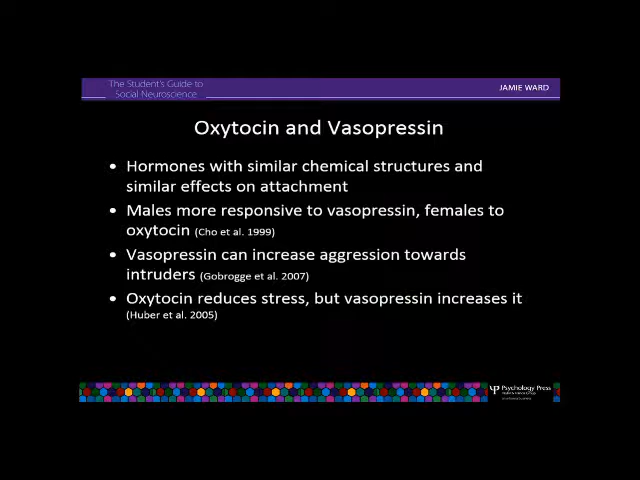 The Student's Guide to
Social Neuroscience
JAMIE WARD
Oxytocin and Vasopressin
• Hormones with similar chemical structures and
similar effects on attachment
• Males more responsive to vasopressin, females to
oxytocin (Cho et al. 1999)
• Vasopressin can increase aggression towards
intruders (Gobrogge et al. 2007)
• Oxytocin reduces stress, but vasopressin increases it
(Huber et al. 2005)
Psychology Press